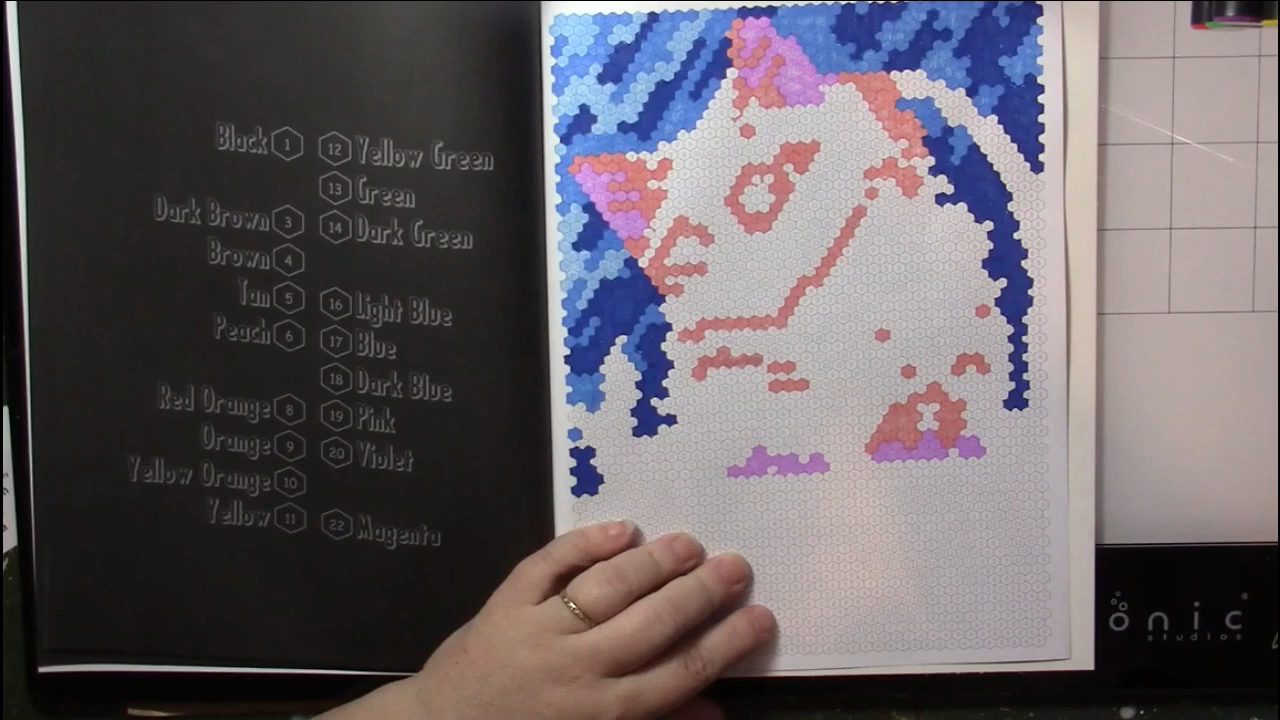 Black 1
12 Yellow Green
13 Green
Dark Brown 3
14 Dark Green
Brown 4
Tan 5
16 Light Blue
Peach 6
17 Blue
18 Dark Blue
Red Orange 8
19 Pink
Orange 9
20 Violet
Yellow Orange 10
Yellow 11
22 Magenta
önic
studios